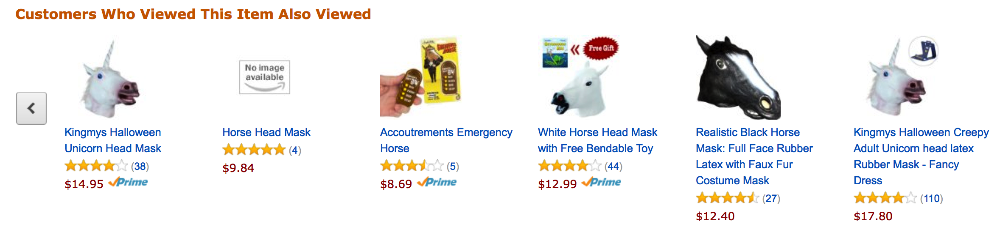 Customers Who Viewed This Item Also Viewed
Kingmys Halloween
Unicorn Head Mask
(38)
$14.95 Prime
No image
available
Horse Head Mask
(4)
$9.84
Accoutrements Emergency
Horse
(5)
$8.69 Prime
Free Gift
White Horse Head Mask
with Free Bendable Toy
(44)
$12.99 Prime
Realistic Black Horse
Mask: Full Face Rubber
Latex with Faux Fur
Costume Mask
(27)
$12.40
Kingmys Halloween Creepy
Adult Unicorn head latex
Rubber Mask - Fancy
Dress
(110)
$17.80